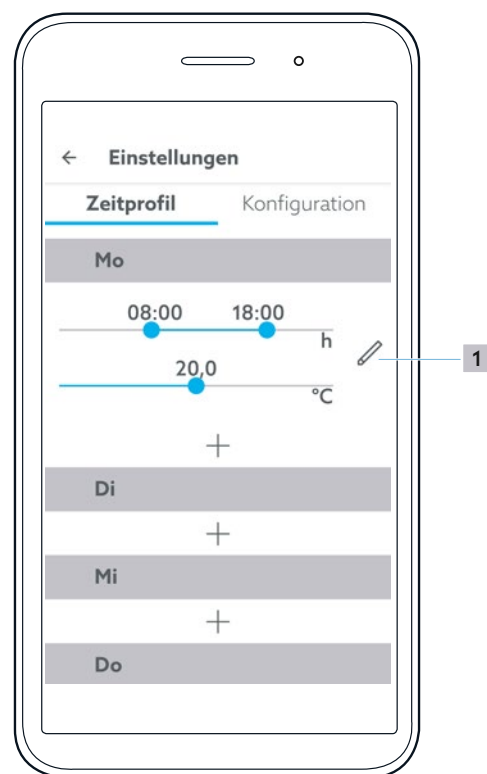 ← Einstellungen
Zeitprofil Konfiguration
Mo
08:00 18:00
h
1
20,0
°C
+
Di
+
Mi
+
Do